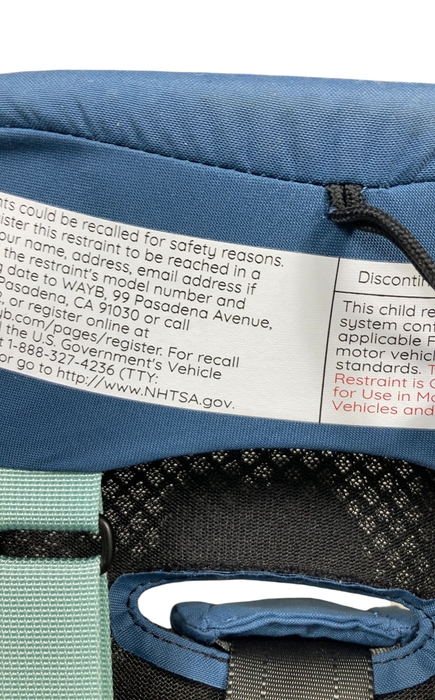 nts could be recalled for safety reasons.
ister this restraint to be reached in a
our name, address, email address if
the restraint's model number and
g date to WAYB, 99 Pasadena Avenue,
Pasadena, CA 91030 or call
, or register online at
yb.com/pages/register. For recall
the U.S. Government's Vehicle
t 1-888-327-4236 (TTY:
or go to http://www.NHTSA.gov.
Discontin
This child re
system cont
applicable F
motor vehicl
standards. T
Restraint is C
for Use in Mo
Vehicles and